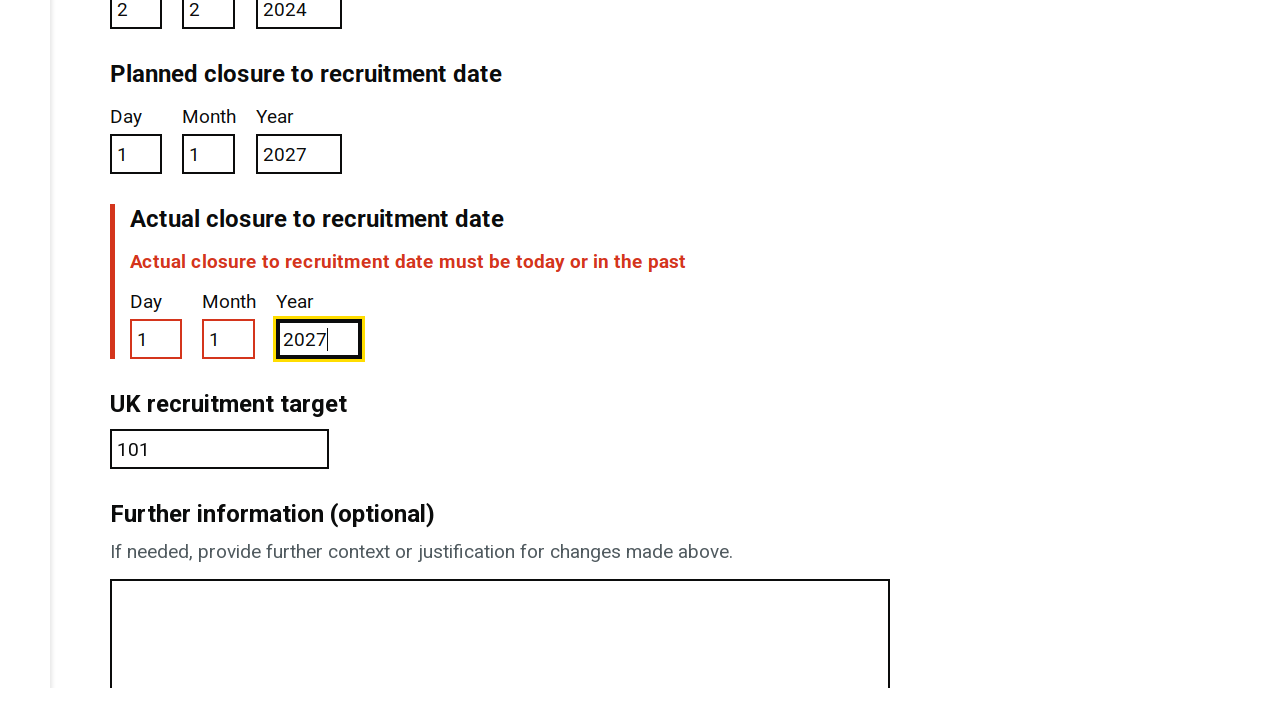 2 2 2024
Planned closure to recruitment date
Day Month Year
1 1 2027
Actual closure to recruitment date
Actual closure to recruitment date must be today or in the past
Day Month Year
1 1 2027
UK recruitment target
101
Further information (optional)
If needed, provide further context or justification for changes made above.